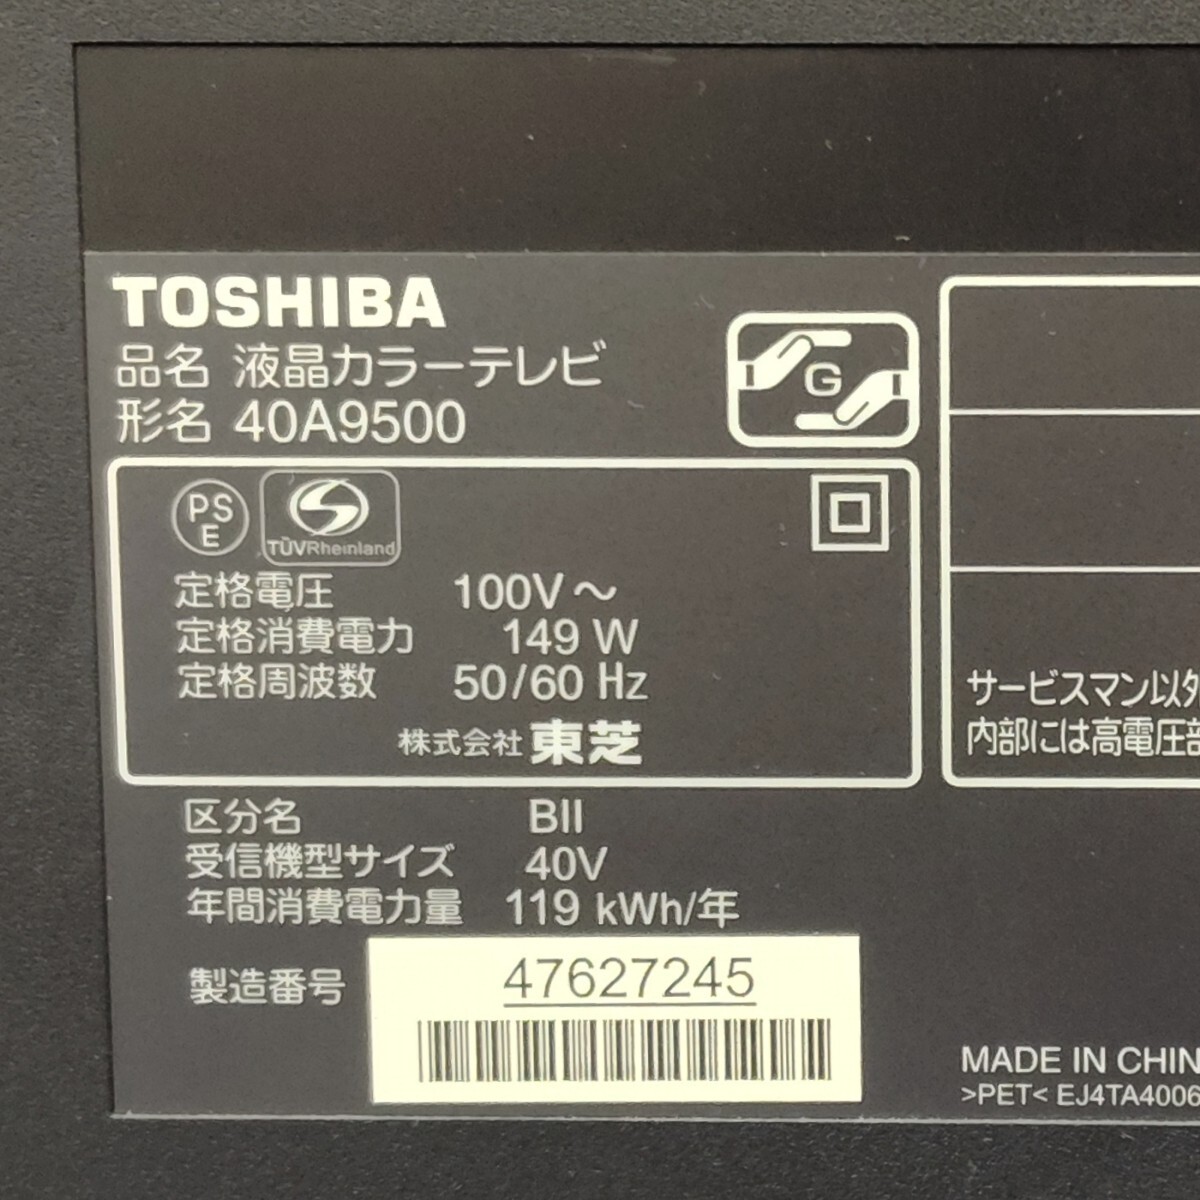 TOSHIBA
品名 液晶カラーテレビ
形名 40A9500
G
PS
E
TÜVRheinland
定格電圧 100V～
定格消費電力 149 W
定格周波数 50/60 Hz
株式会社 東芝
区分名 BII
受信機型サイズ 40V
年間消費電力量 119 kWh/年
製造番号 47627245
サービスマン以外
内部には高電圧部
MADE IN CHIN
>PET< EJ4TA4006